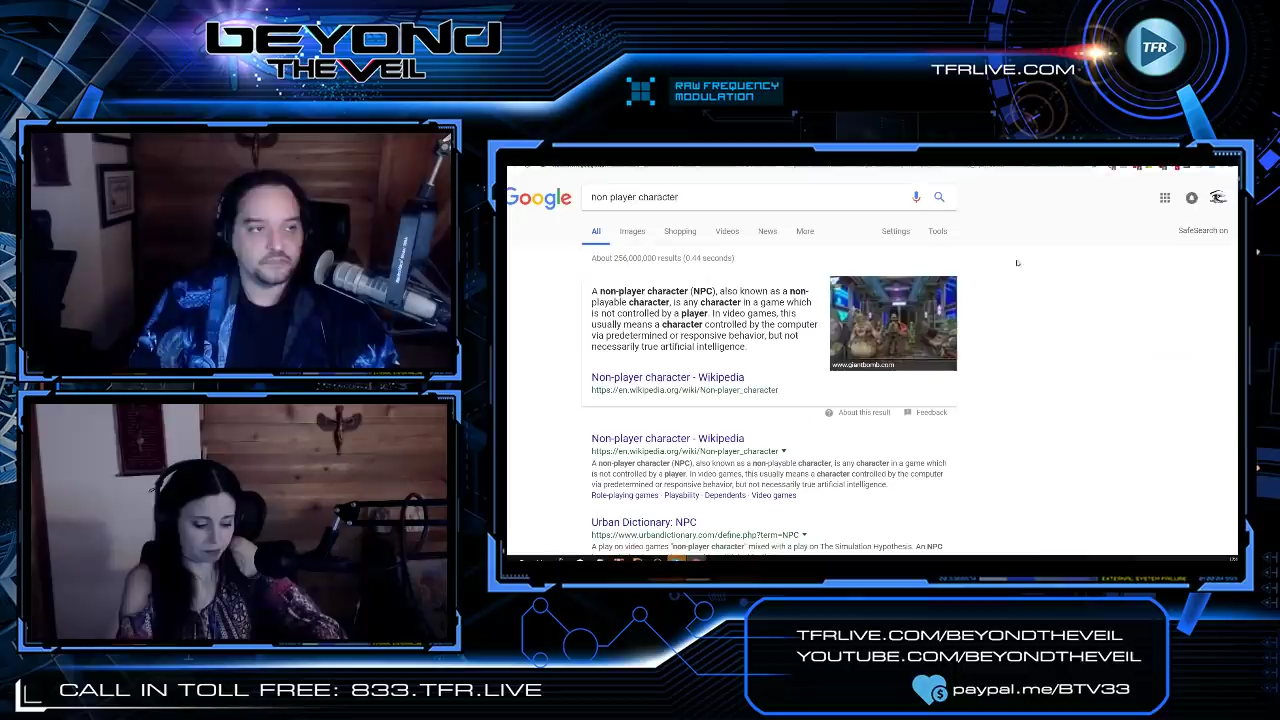 BEYOND
THE VEIL
TFR
TFRLIVE.COM
RAW FREQUENCY
MODULATION
Google
non player character
All Images Shopping Videos News More Settings Tools
SafeSearch on
About 256,000,000 results (0.44 seconds)
A non-player character (NPC), also known as a non-
playable character, is any character in a game which
is not controlled by a player. In video games, this
usually means a character controlled by the computer
via predetermined or responsive behavior, but not
necessarily true artificial intelligence.
www.giantbomb.com
Non-player character - Wikipedia
https://en.wikipedia.org/wiki/Non-player_character
About this result Feedback
Non-player character - Wikipedia
https://en.wikipedia.org/wiki/Non-player_character
A non-player character (NPC), also known as a non-playable character, is any character in a game which
is not controlled by a player. In video games, this usually means a character controlled by the computer
via predetermined or responsive behavior, but not necessarily true artificial intelligence.
Role-playing games · Playability · Dependents · Video games
Urban Dictionary: NPC
https://www.urbandictionary.com/define.php?term=NPC
A play on video games "non-player character" mixed with a play on The Simulation Hypothesis. An NPC
EXTERNAL SYSTEM FAILURE
TFRLIVE.COM/BEYONDTHEVEIL
YOUTUBE.COM/BEYONDTHEVEIL
paypal.me/BTV33
CALL IN TOLL FREE: 833.TFR.LIVE